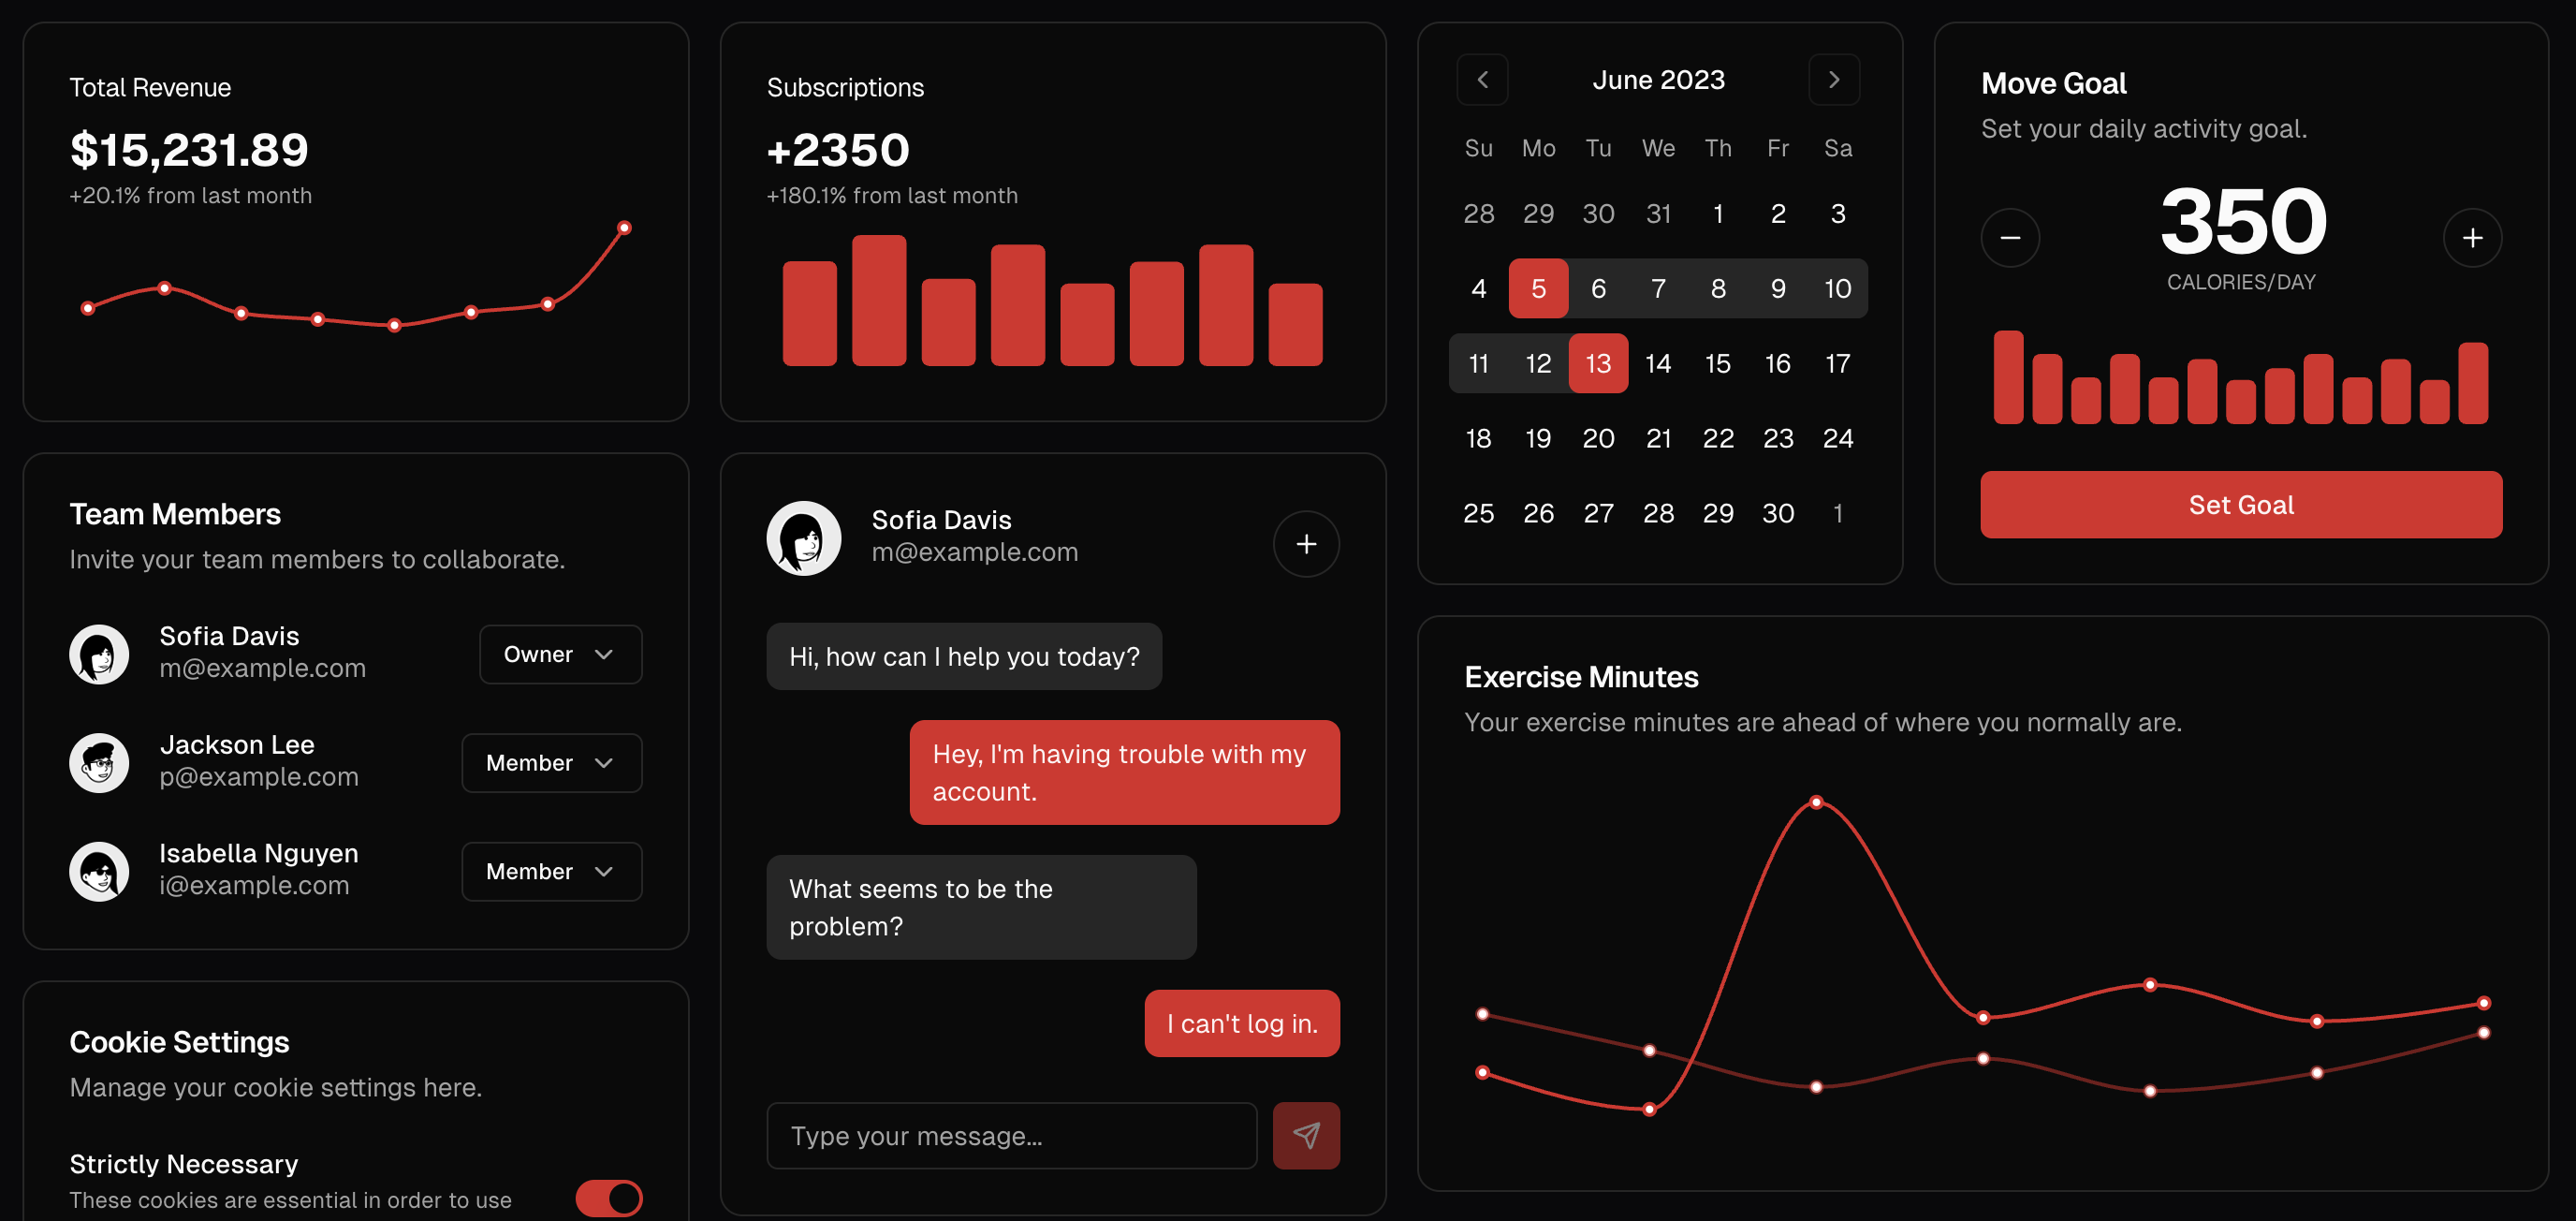 Total Revenue
$15,231.89
+20.1% from last month
Subscriptions
+2350
+180.1% from last month
June 2023
Su Mo Tu We Th Fr Sa
28 29 30 31 1 2 3
4 5 6 7 8 9 10
11 12 13 14 15 16 17
18 19 20 21 22 23 24
25 26 27 28 29 30 1
Move Goal
Set your daily activity goal.
350
CALORIES/DAY
Set Goal
Team Members
Invite your team members to collaborate.
Sofia Davis
m@example.com
Owner
Jackson Lee
p@example.com
Member
Isabella Nguyen
i@example.com
Member
Sofia Davis
m@example.com
Hi, how can I help you today?
Hey, I'm having trouble with my
account.
What seems to be the
problem?
I can't log in.
Type your message...
Exercise Minutes
Your exercise minutes are ahead of where you normally are.
Cookie Settings
Manage your cookie settings here.
Strictly Necessary
These cookies are essential in order to use